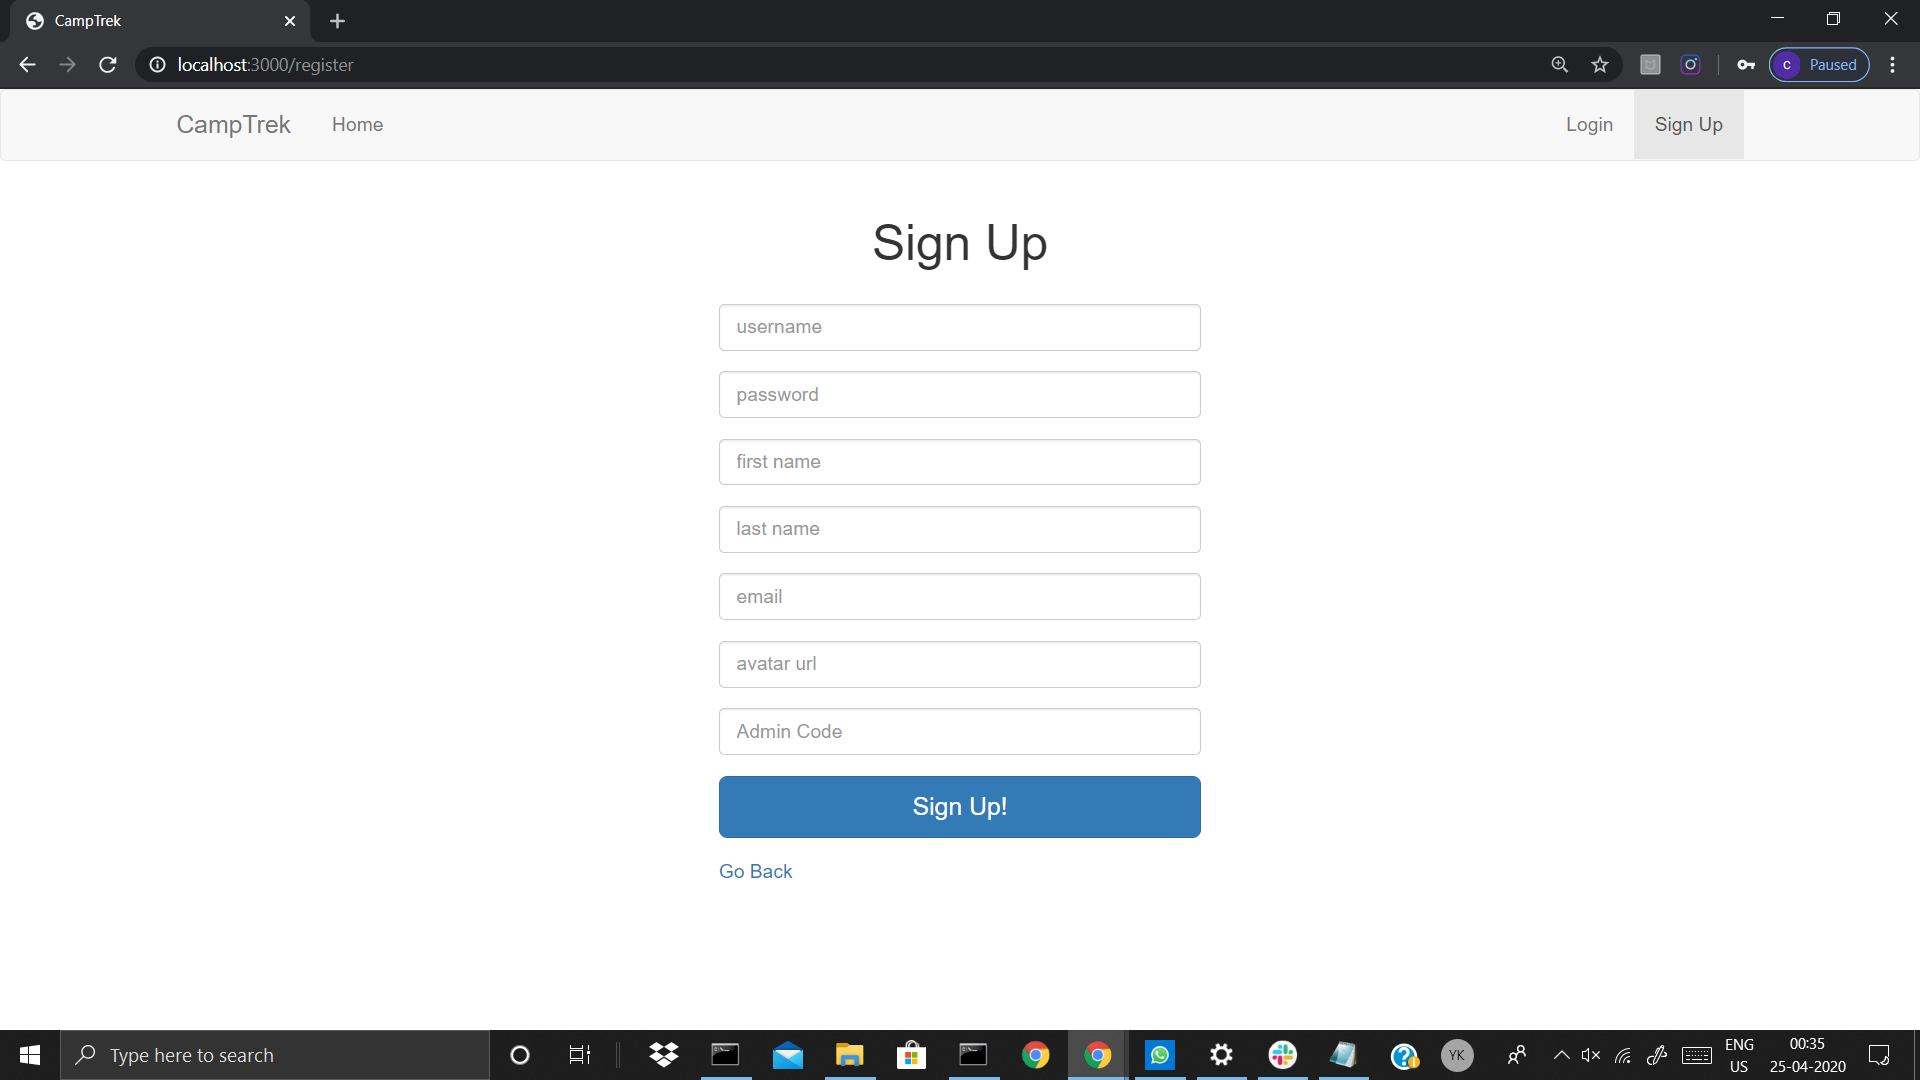 CampTrek
localhost:3000/register
c Paused
CampTrek Home Login Sign Up
Sign Up
username
password
first name
last name
email
avatar url
Admin Code
Sign Up!
Go Back
Type here to search
YK
ENG
US
00:35
25-04-2020